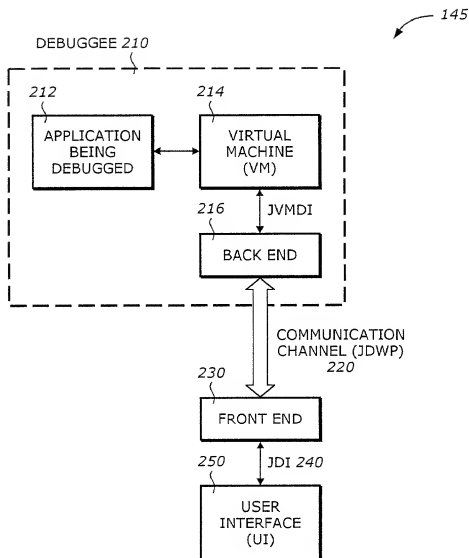 145
DEBUGGEE 210
212
APPLICATION
BEING
DEBUGGED
214
VIRTUAL
MACHINE
(VM)
JVMDI
216
BACK END
COMMUNICATION
CHANNEL (JDWP)
220
230
FRONT END
JDI 240
250
USER
INTERFACE
(UI)